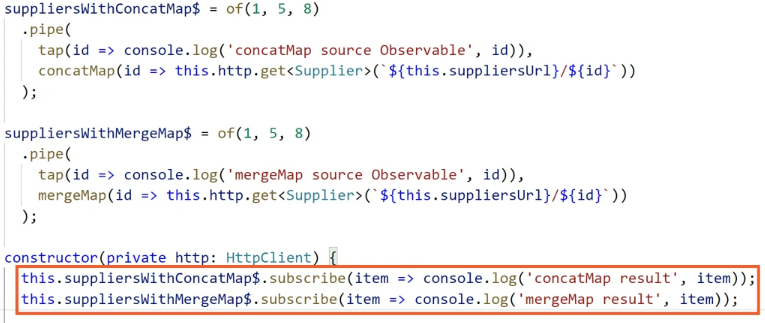 suppliersWithConcatMap$ = of(1, 5, 8)
.pipe(
tap(id => console.log('concatMap source Observable', id)),
concatMap(id => this.http.get<Supplier>(`${this.suppliersUrl}/${id}`))
);
suppliersWithMergeMap$ = of(1, 5, 8)
.pipe(
tap(id => console.log('mergeMap source Observable', id)),
mergeMap(id => this.http.get<Supplier>(`${this.suppliersUrl}/${id}`))
);
constructor(private http: HttpClient) {
this.suppliersWithConcatMap$.subscribe(item => console.log('concatMap result', item));
this.suppliersWithMergeMap$.subscribe(item => console.log('mergeMap result', item));